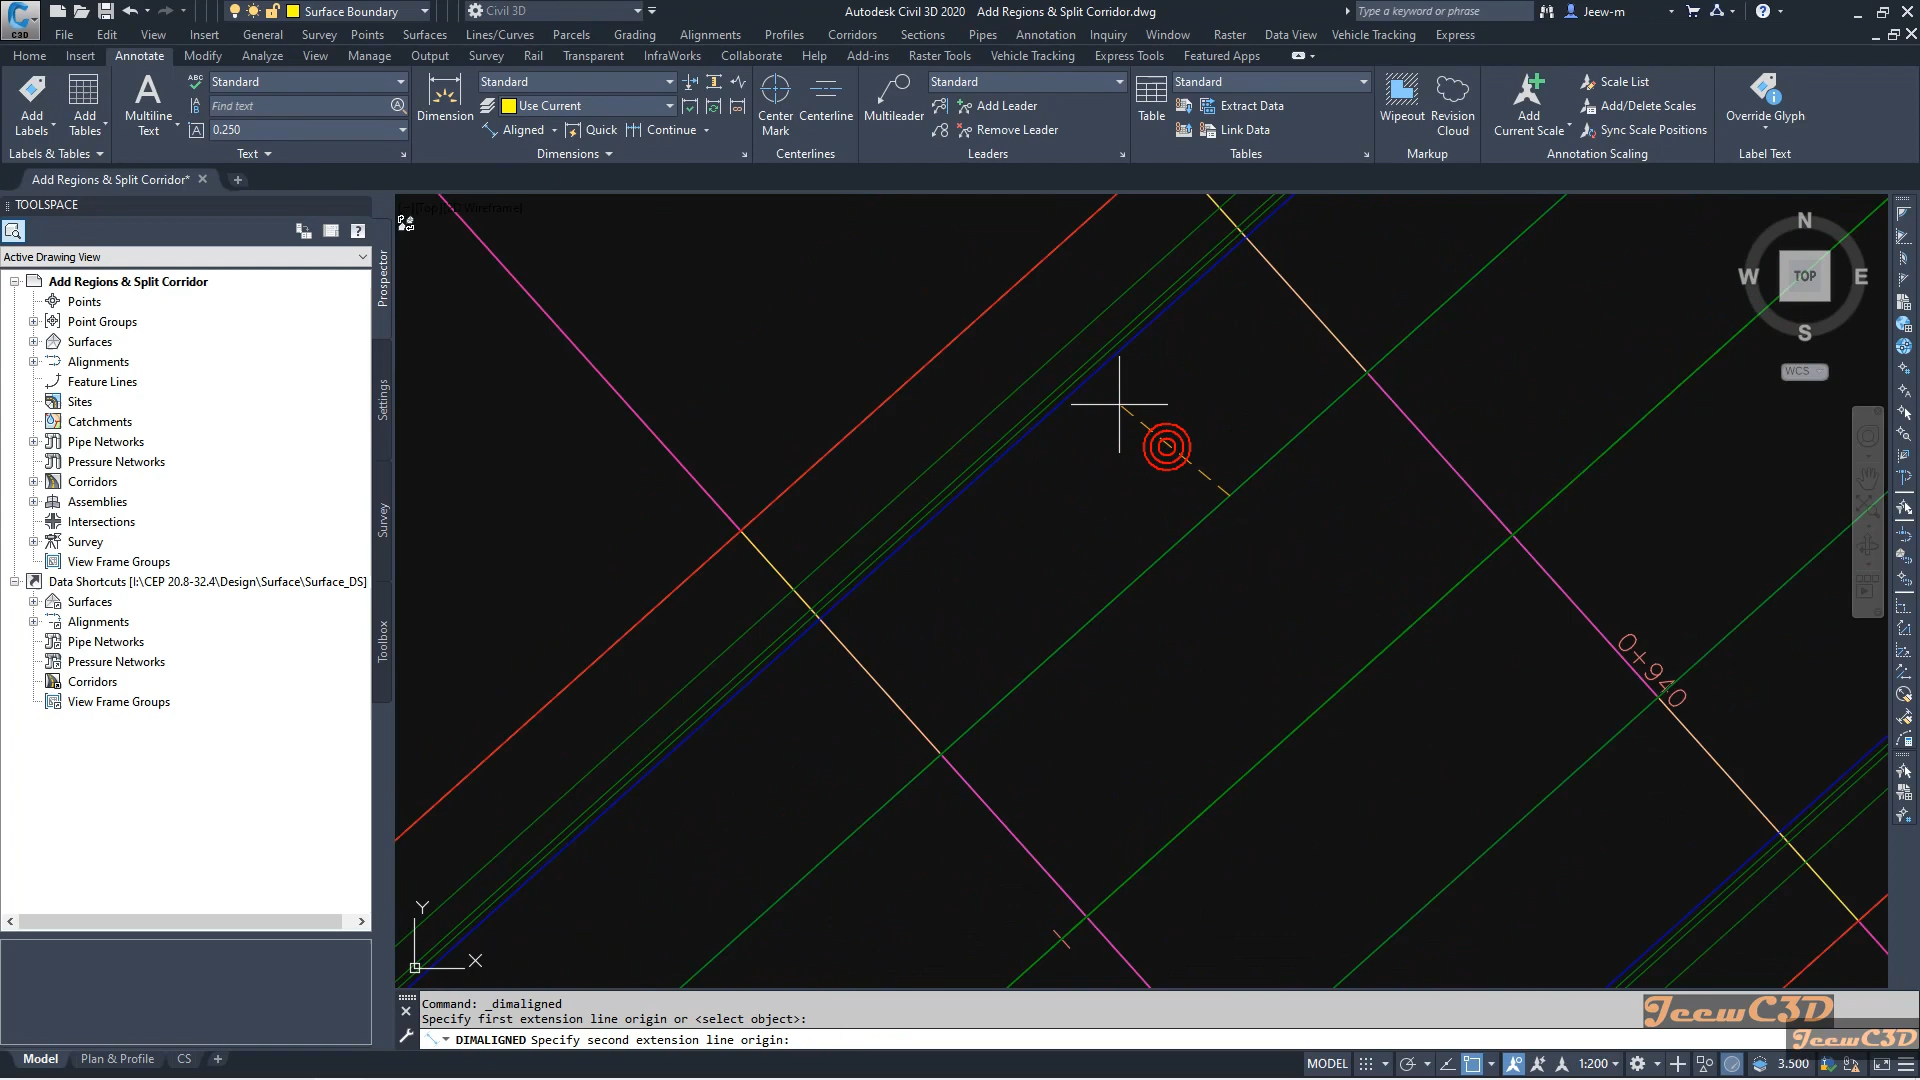 C3D
Surface Boundary
Civil 3D
Autodesk Civil 3D 2020 Add Regions & Split Corridor.dwg
Type a keyword or phrase
Jeew-m
File Edit View Insert General Survey Points Surfaces Lines/Curves Parcels Grading Alignments Profiles Corridors Sections Pipes Annotation Inquiry Window Raster Data View Vehicle Tracking Express
Home Insert Annotate Modify Analyze View Manage Output Survey Rail Transparent InfraWorks Collaborate Help Add-ins Raster Tools Vehicle Tracking Express Tools Featured Apps
Add Labels
Add Tables
Labels & Tables
Multiline Text
ABC
Standard
Find text
0.250
Text
Dimension
Standard
Use Current
Aligned Quick Continue
Dimensions
Center Mark
Centerline
Centerlines
Multileader
Standard
Add Leader
Remove Leader
Leaders
Table
Standard
Extract Data
Link Data
Tables
Wipeout
Revision Cloud
Markup
Add Current Scale
Scale List
Add/Delete Scales
Sync Scale Positions
Annotation Scaling
Override Glyph
Label Text
Add Regions & Split Corridor*
TOOLSPACE
Active Drawing View
Add Regions & Split Corridor
Points
Point Groups
Surfaces
Alignments
Feature Lines
Sites
Catchments
Pipe Networks
Pressure Networks
Corridors
Assemblies
Intersections
Survey
View Frame Groups
Data Shortcuts [I:\CEP 20.8-32.4\Design\Surface\Surface_DS]
Surfaces
Alignments
Pipe Networks
Pressure Networks
Corridors
View Frame Groups
Prospector
Settings
Survey
Toolbox
[-][Top][2D Wireframe]
N
W TOP E
S
WCS
0+940
Y
X
Command: _dimaligned
Specify first extension line origin or <select object>:
DIMALIGNED Specify second extension line origin:
JeewC3D
JeewC3D
Model Plan & Profile CS
MODEL 1:200 3.500